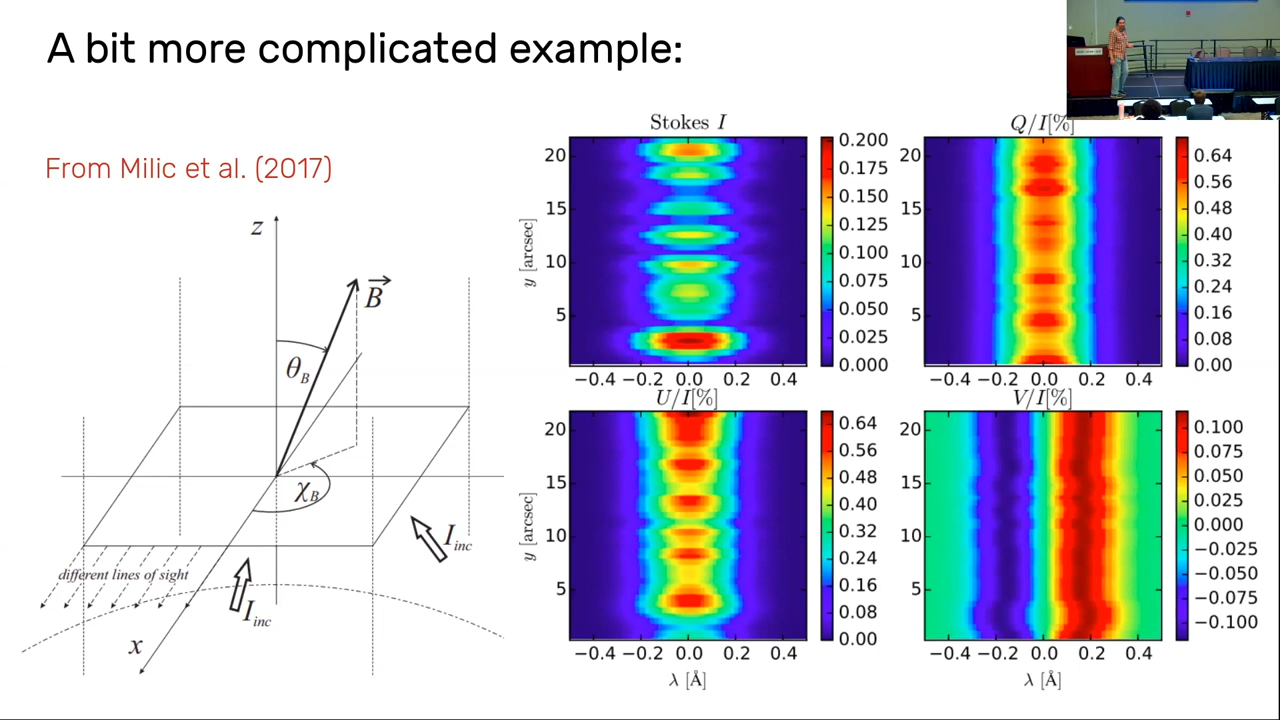 A bit more complicated example:
From Milic et al. (2017)
z
B
θB
χB
Iinc
different lines of sight
Iinc
x
Stokes I
20
15
10
5
y [arcsec]
−0.4 −0.2 0.0 0.2 0.4
0.200
0.175
0.150
0.125
0.100
0.075
0.050
0.025
0.000
Q/I[%]
20
15
10
5
−0.4 −0.2 0.0 0.2 0.4
0.64
0.56
0.48
0.40
0.32
0.24
0.16
0.08
0.00
U/I[%]
20
15
10
5
y [arcsec]
−0.4 −0.2 0.0 0.2 0.4
λ [Å]
0.64
0.56
0.48
0.40
0.32
0.24
0.16
0.08
0.00
V/I[%]
20
15
10
5
−0.4 −0.2 0.0 0.2 0.4
λ [Å]
0.100
0.075
0.050
0.025
0.000
−0.025
−0.050
−0.075
−0.100